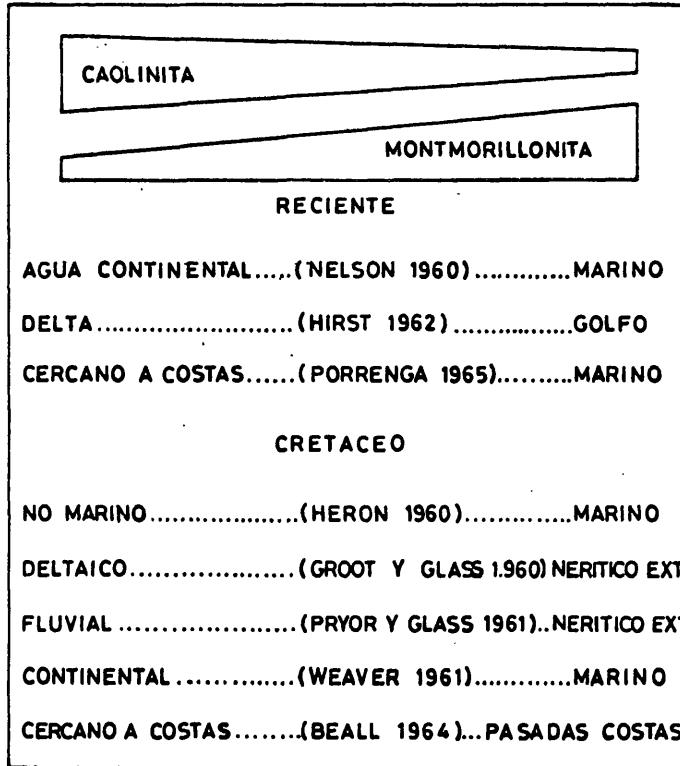 CAOLINITA
MONTMORILLONITA
RECIENTE
AGUA CONTINENTAL.....(NELSON 1960).............MARINO
DELTA.........................(HIRST 1962)...............GOLFO
CERCANO A COSTAS......(PORRENGA 1965)..........MARINO
CRETACEO
NO MARINO...................(HERON 1960)..............MARINO
DELTAICO....................(GROOT Y GLASS 1.960) NERITICO EXT
FLUVIAL......................(PRYOR Y GLASS 1961)..NERITICO EXT
CONTINENTAL..............(WEAVER 1961)............MARINO
CERCANO A COSTAS........(BEALL 1964)...PASADAS COSTAS